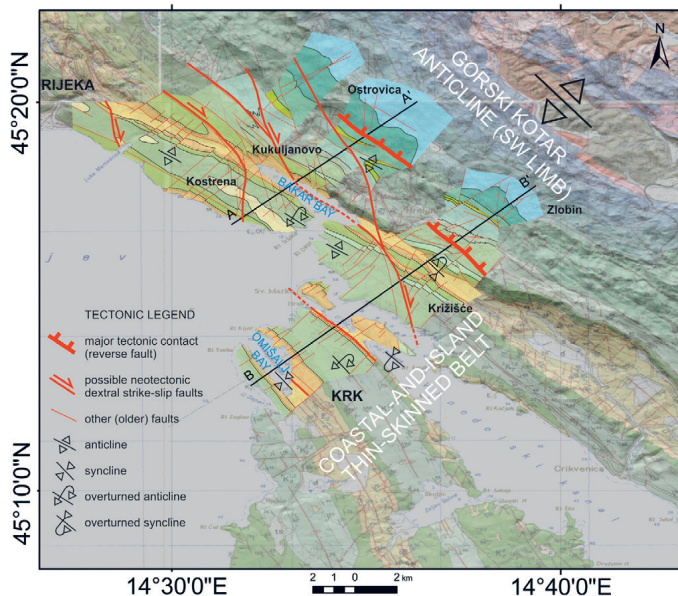 N
45°20'0"N
45°10'0"N
14°30'0"E
14°40'0"E
RIJEKA
Ostrovica
A'
GORSKI KOTAR
ANTICLINE (SW LIMB)
Kukuljanovo
Kostrena
BAKAR BAY
A
B'
Zlobin
Križišće
OMIŠALJ
BAY
B
KRK
COASTAL-AND-ISLAND
THIN-SKINNED BELT
Crikvenica
TECTONIC LEGEND
major tectonic contact
(reverse fault)
possible neotectonic
dextral strike-slip faults
other (older) faults
anticline
syncline
overturned anticline
overturned syncline
2 1 0 2 km